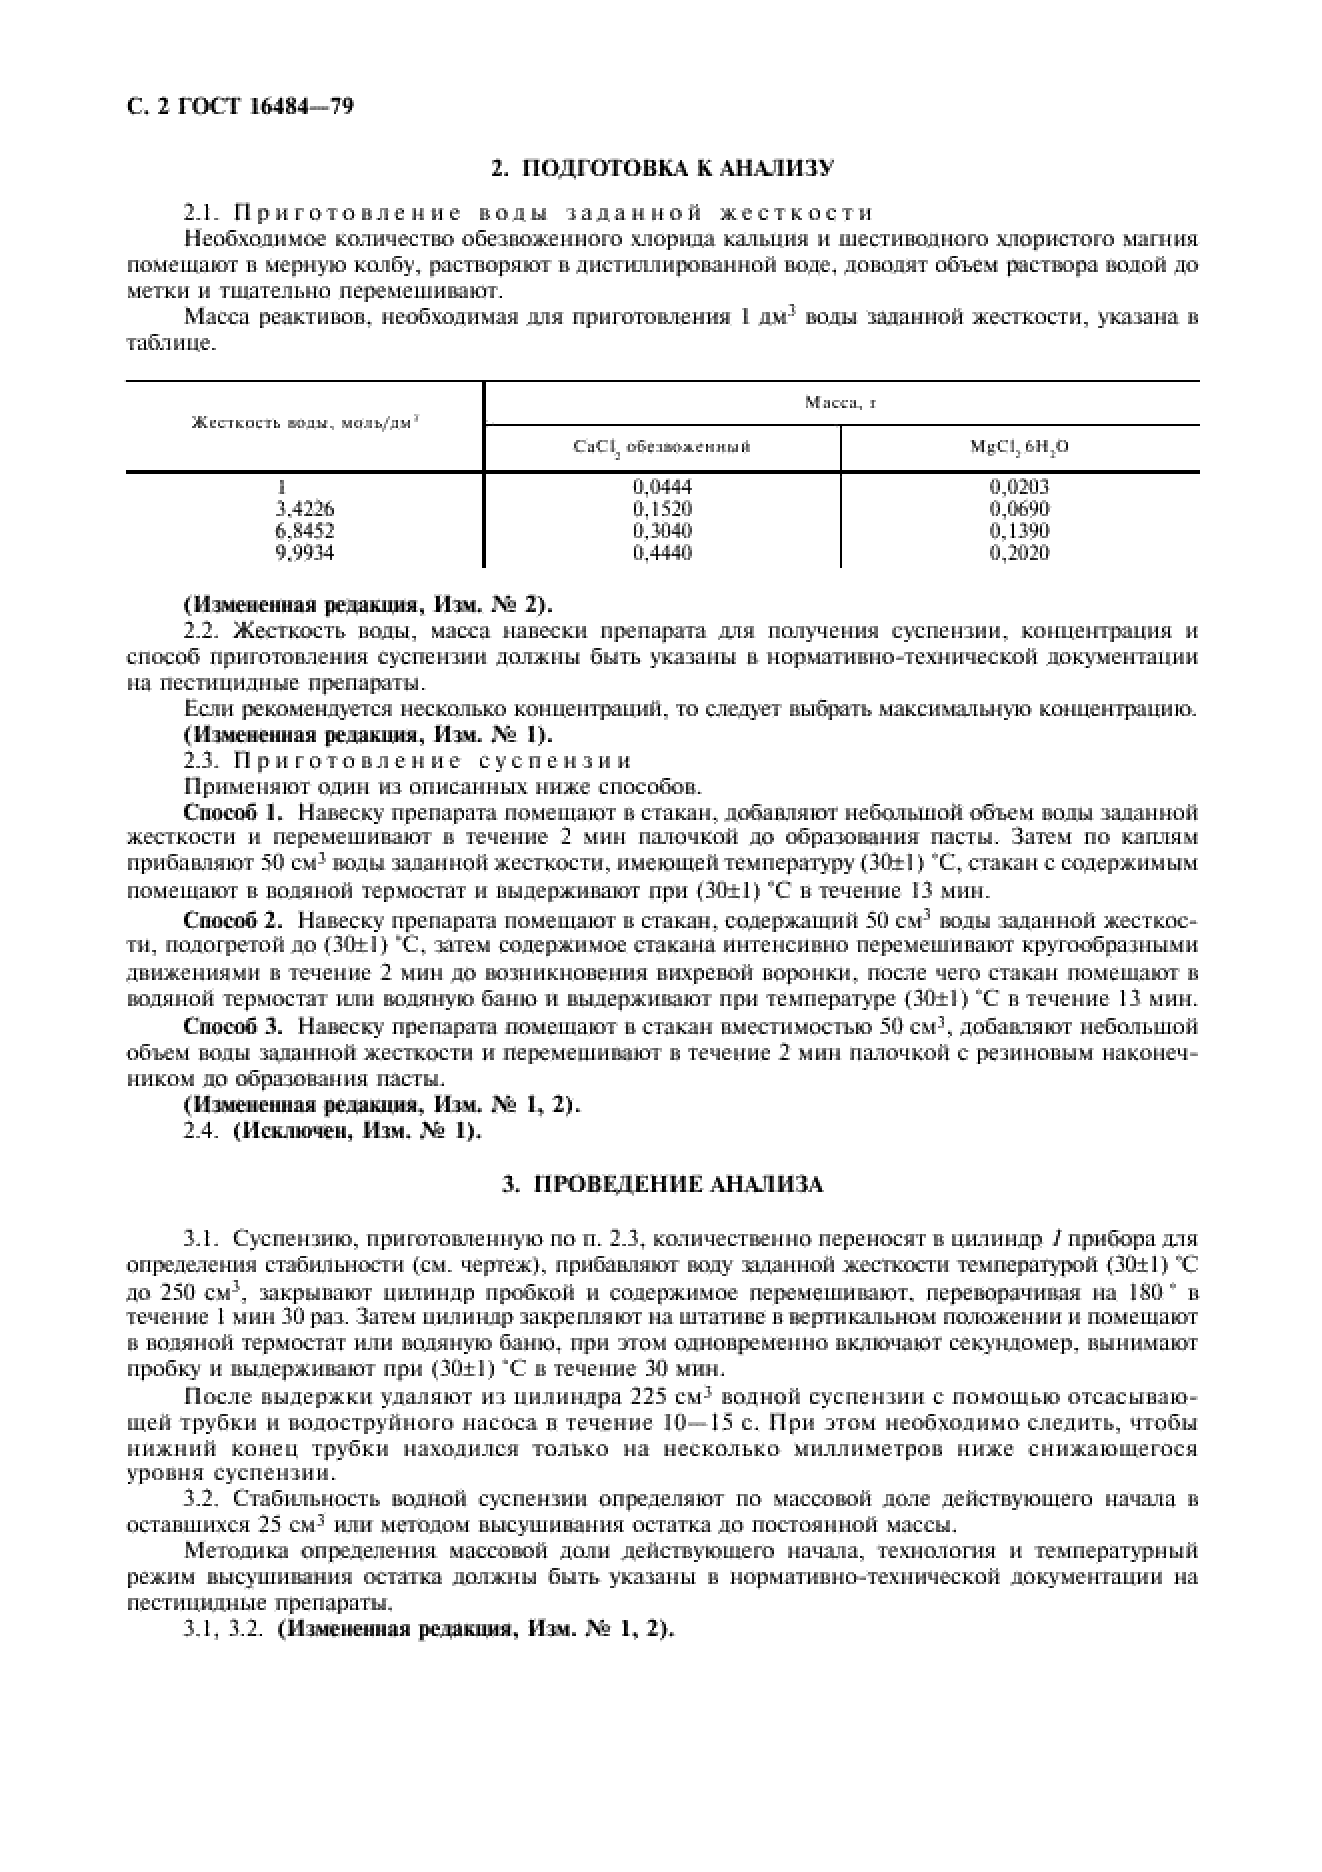 С. 2 ГОСТ 16484—79
2. ПОДГОТОВКА К АНАЛИЗУ
2.1. Приготовление воды заданной жесткости
Необходимое количество обезвоженного хлорида кальция и шестиводного хлористого магния
помещают в мерную колбу, растворяют в дистиллированной воде, доводят объем раствора водой до
метки и тщательно перемешивают.
Масса реактивов, необходимая для приготовления 1 дм³ воды заданной жесткости, указана в
таблице.
Масса, г
Жесткость воды, моль/дм³
CaCl₂ обезвоженный MgCl₂ 6H₂O
1 0,0444 0,0203
3,4226 0,1520 0,0690
6,8452 0,3040 0,1390
9,9934 0,4440 0,2020
(Измененная редакция, Изм. № 2).
2.2. Жесткость воды, масса навески препарата для получения суспензии, концентрация и
способ приготовления суспензии должны быть указаны в нормативно-технической документации
на пестицидные препараты.
Если рекомендуется несколько концентраций, то следует выбрать максимальную концентрацию.
(Измененная редакция, Изм. № 1).
2.3. Приготовление суспензии
Применяют один из описанных ниже способов.
Способ 1. Навеску препарата помещают в стакан, добавляют небольшой объем воды заданной
жесткости и перемешивают в течение 2 мин палочкой до образования пасты. Затем по каплям
прибавляют 50 см³ воды заданной жесткости, имеющей температуру (30±1) °С, стакан с содержимым
помещают в водяной термостат и выдерживают при (30±1) °С в течение 13 мин.
Способ 2. Навеску препарата помещают в стакан, содержащий 50 см³ воды заданной жесткос-
ти, подогретой до (30±1) °С, затем содержимое стакана интенсивно перемешивают кругообразными
движениями в течение 2 мин до возникновения вихревой воронки, после чего стакан помещают в
водяной термостат или водяную баню и выдерживают при температуре (30±1) °С в течение 13 мин.
Способ 3. Навеску препарата помещают в стакан вместимостью 50 см³, добавляют небольшой
объем воды заданной жесткости и перемешивают в течение 2 мин палочкой с резиновым наконеч-
ником до образования пасты.
(Измененная редакция, Изм. № 1, 2).
2.4. (Исключен, Изм. № 1).
3. ПРОВЕДЕНИЕ АНАЛИЗА
3.1. Суспензию, приготовленную по п. 2.3, количественно переносят в цилиндр 1 прибора для
определения стабильности (см. чертеж), прибавляют воду заданной жесткости температурой (30±1) °С
до 250 см³, закрывают цилиндр пробкой и содержимое перемешивают, переворачивая на 180 ° в
течение 1 мин 30 раз. Затем цилиндр закрепляют на штативе в вертикальном положении и помещают
в водяной термостат или водяную баню, при этом одновременно включают секундомер, вынимают
пробку и выдерживают при (30±1) °С в течение 30 мин.
После выдержки удаляют из цилиндра 225 см³ водной суспензии с помощью отсасываю-
щей трубки и водоструйного насоса в течение 10—15 с. При этом необходимо следить, чтобы
нижний конец трубки находился только на несколько миллиметров ниже снижающегося
уровня суспензии.
3.2. Стабильность водной суспензии определяют по массовой доле действующего начала в
оставшихся 25 см³ или методом высушивания остатка до постоянной массы.
Методика определения массовой доли действующего начала, технология и температурный
режим высушивания остатка должны быть указаны в нормативно-технической документации на
пестицидные препараты.
3.1, 3.2. (Измененная редакция, Изм. № 1, 2).